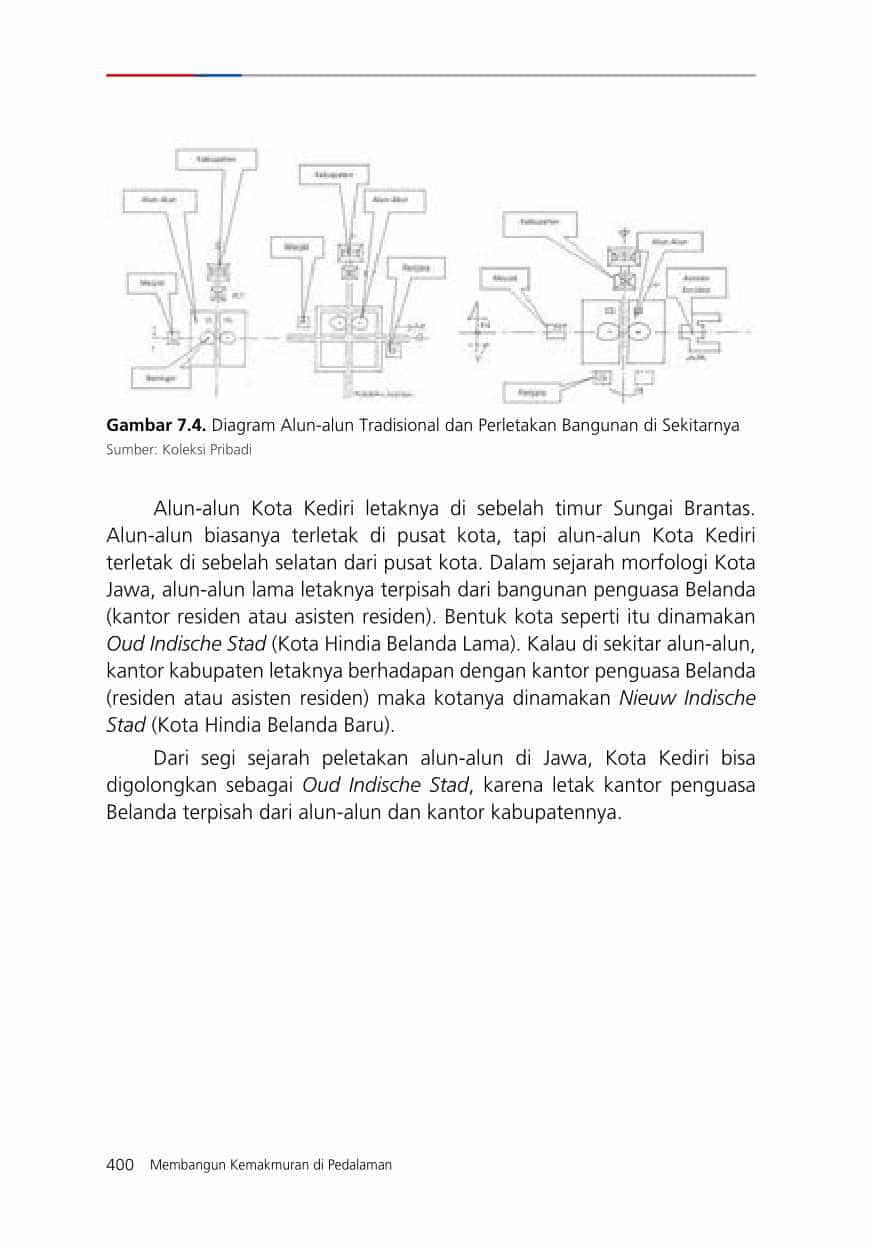 Kabupaten
Kabupaten
Alun-Alun
Alun-Alun
Kabupaten
Alun-Alun
Masjid
Penjara
Masjid
Masjid
Asisten
Residen
Beringin
Penjara
Gambar 7.4. Diagram Alun-alun Tradisional dan Perletakan Bangunan di Sekitarnya
Sumber: Koleksi Pribadi
Alun-alun Kota Kediri letaknya di sebelah timur Sungai Brantas.
Alun-alun biasanya terletak di pusat kota, tapi alun-alun Kota Kediri
terletak di sebelah selatan dari pusat kota. Dalam sejarah morfologi Kota
Jawa, alun-alun lama letaknya terpisah dari bangunan penguasa Belanda
(kantor residen atau asisten residen). Bentuk kota seperti itu dinamakan
Oud Indische Stad (Kota Hindia Belanda Lama). Kalau di sekitar alun-alun,
kantor kabupaten letaknya berhadapan dengan kantor penguasa Belanda
(residen atau asisten residen) maka kotanya dinamakan Nieuw Indische
Stad (Kota Hindia Belanda Baru).
Dari segi sejarah peletakan alun-alun di Jawa, Kota Kediri bisa
digolongkan sebagai Oud Indische Stad, karena letak kantor penguasa
Belanda terpisah dari alun-alun dan kantor kabupatennya.
400 Membangun Kemakmuran di Pedalaman